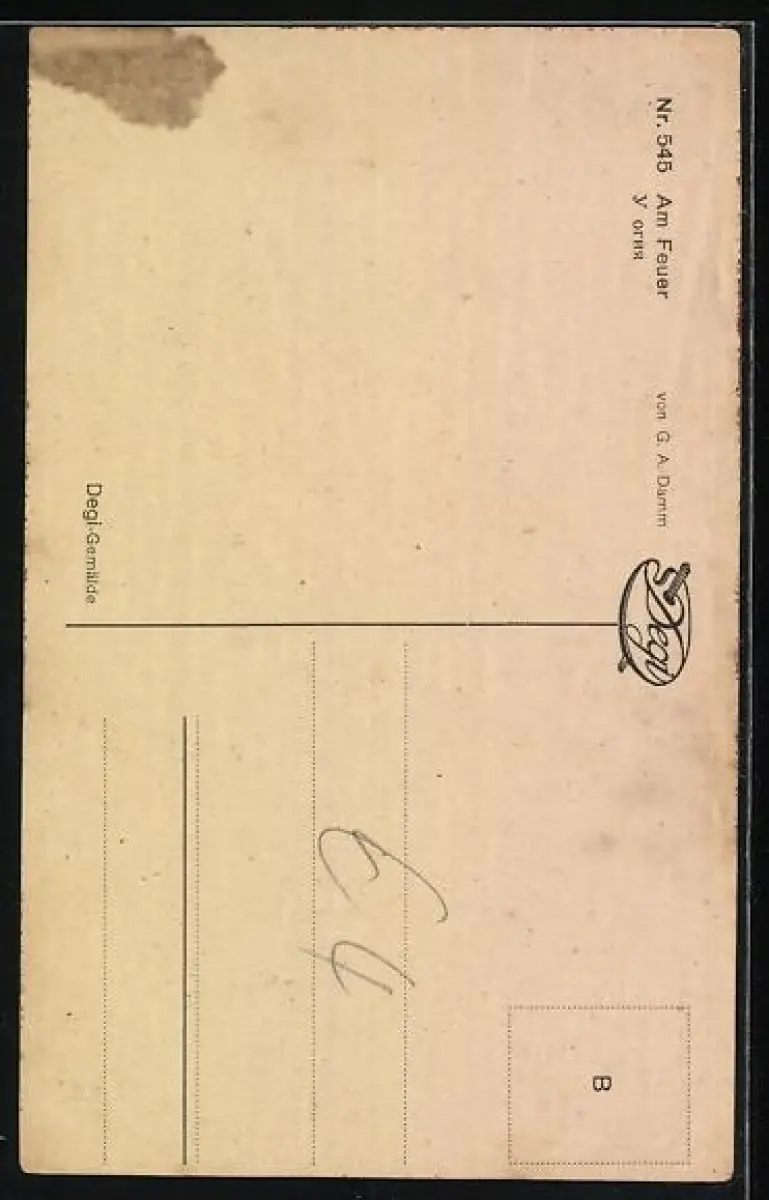 Nr. 545 Am Feuer
У огня
von G. A. Damm
Degi
Degi-Gemälde
B